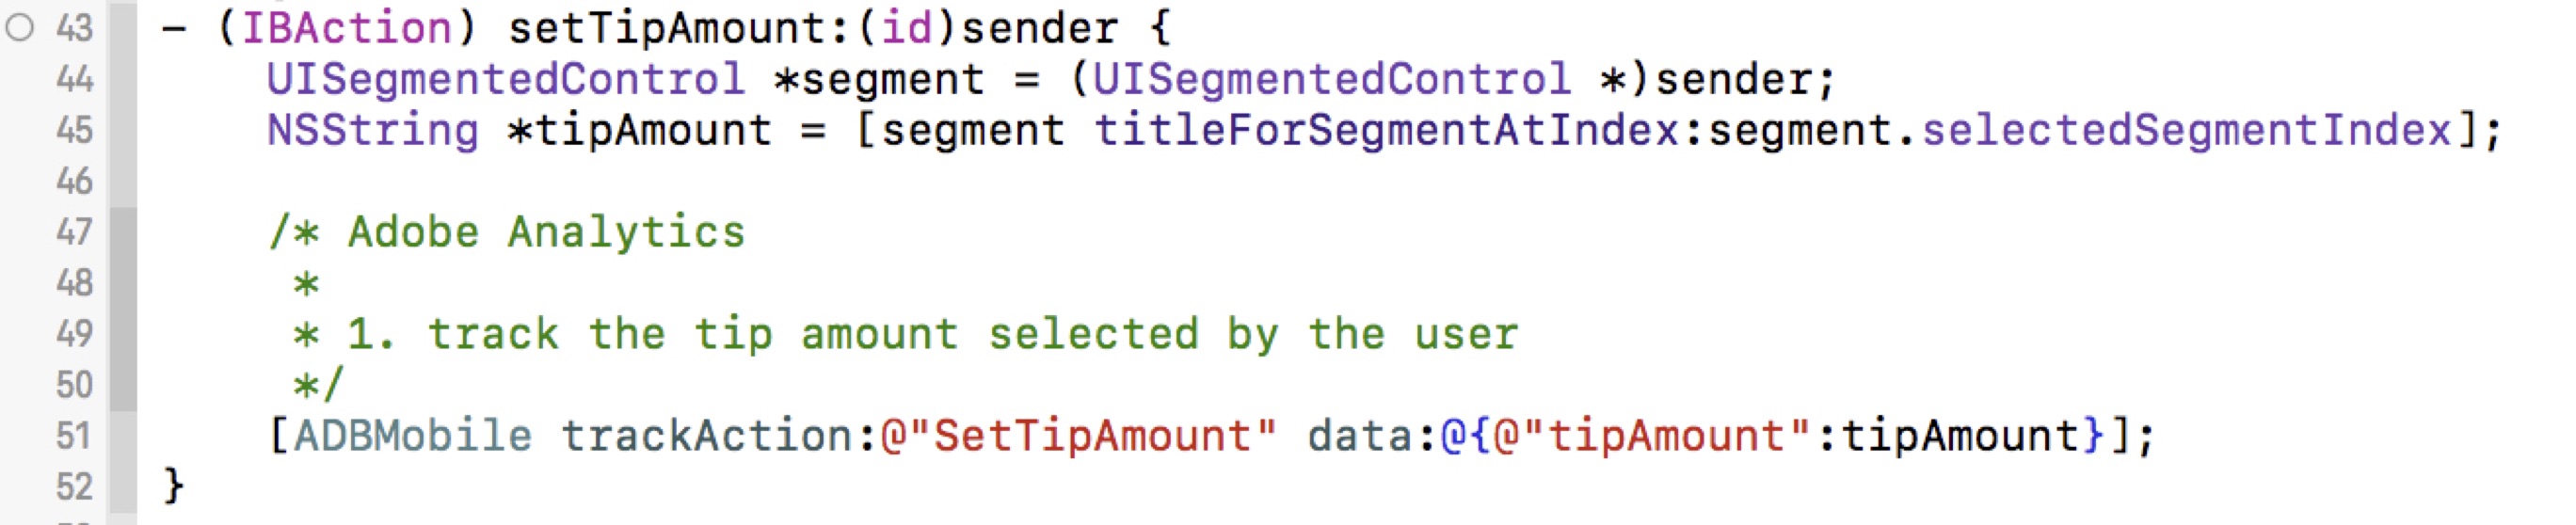 43 - (IBAction) setTipAmount:(id)sender {
44 UISegmentedControl *segment = (UISegmentedControl *)sender;
45 NSString *tipAmount = [segment titleForSegmentAtIndex:segment.selectedSegmentIndex];
46
47 /* Adobe Analytics
48 *
49 * 1. track the tip amount selected by the user
50 */
51 [ADBMobile trackAction:@"SetTipAmount" data:@{@"tipAmount":tipAmount}];
52 }